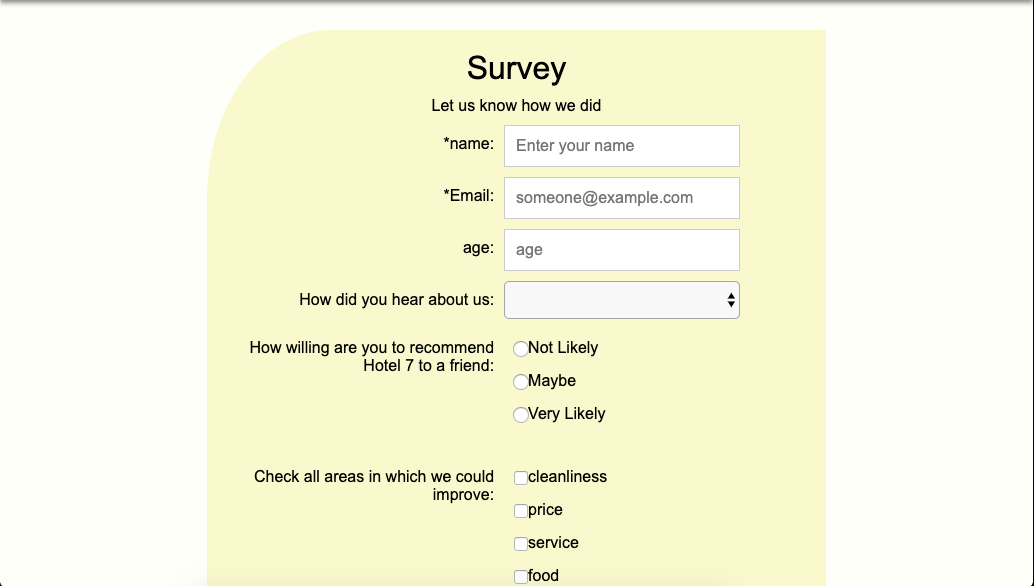 Survey
Let us know how we did
*name: Enter your name
*Email: someone@example.com
age: age
How did you hear about us:
How willing are you to recommend
Hotel 7 to a friend:
Not Likely
Maybe
Very Likely
Check all areas in which we could
improve:
cleanliness
price
service
food